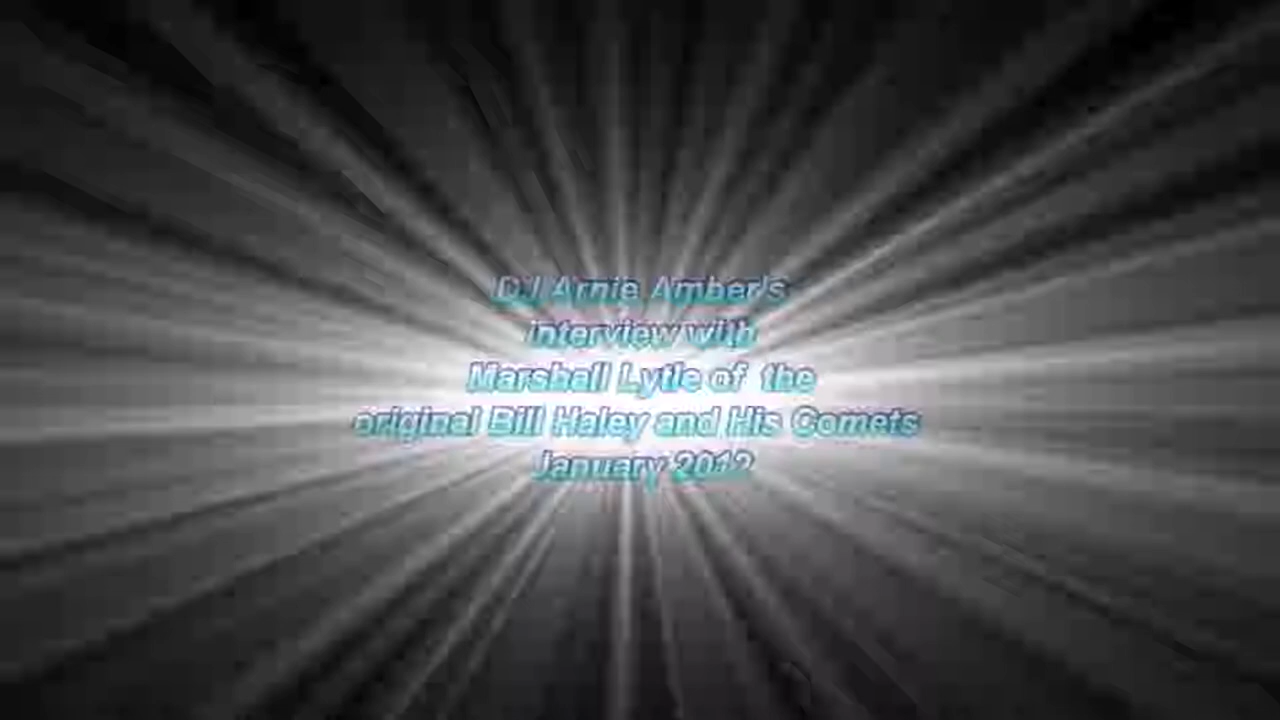 DJ Arnie Amber's
interview with
Marshall Lytle of the
original Bill Haley and His Comets
January 2012